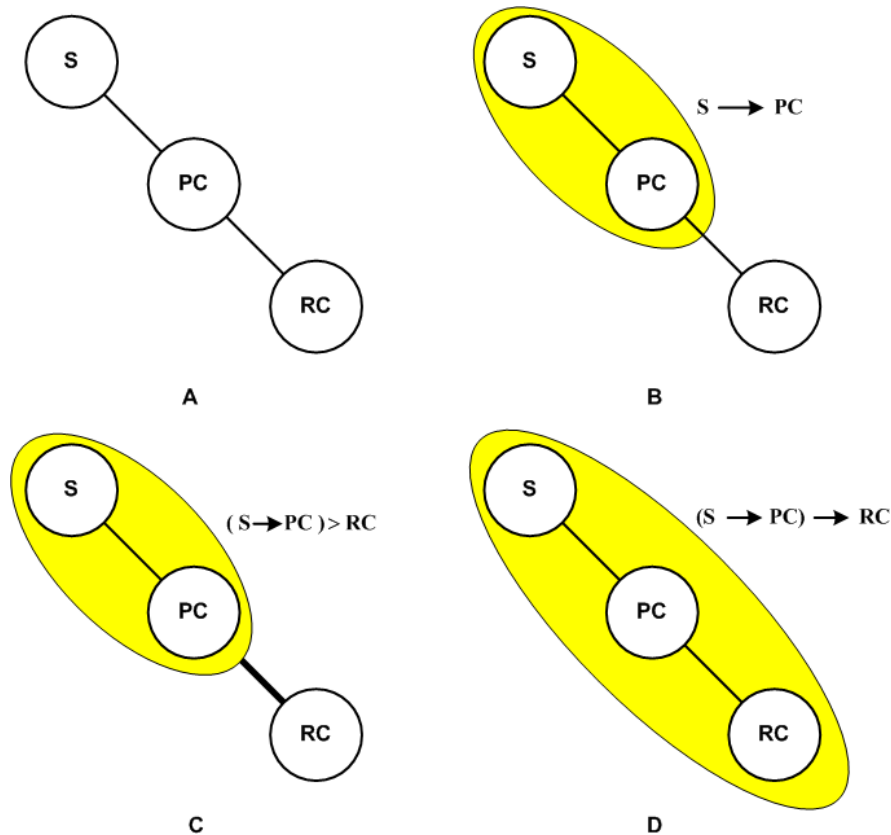 S
PC
RC
A
S
S → PC
PC
RC
B
S
( S→PC ) > RC
PC
RC
C
S
(S → PC) → RC
PC
RC
D